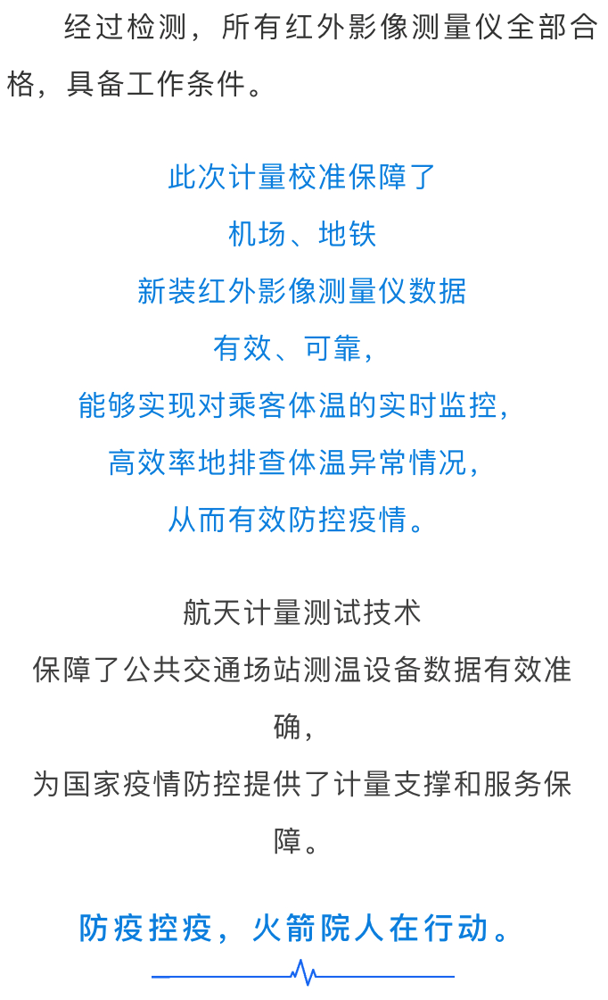 经过检测，所有红外影像测量仪全部合
格，具备工作条件。
此次计量校准保障了
机场、地铁
新装红外影像测量仪数据
有效、可靠，
能够实现对乘客体温的实时监控，
高效率地排查体温异常情况，
从而有效防控疫情。
航天计量测试技术
保障了公共交通场站测温设备数据有效准
确，
为国家疫情防控提供了计量支撑和服务保
障。
防疫控疫，火箭院人在行动。